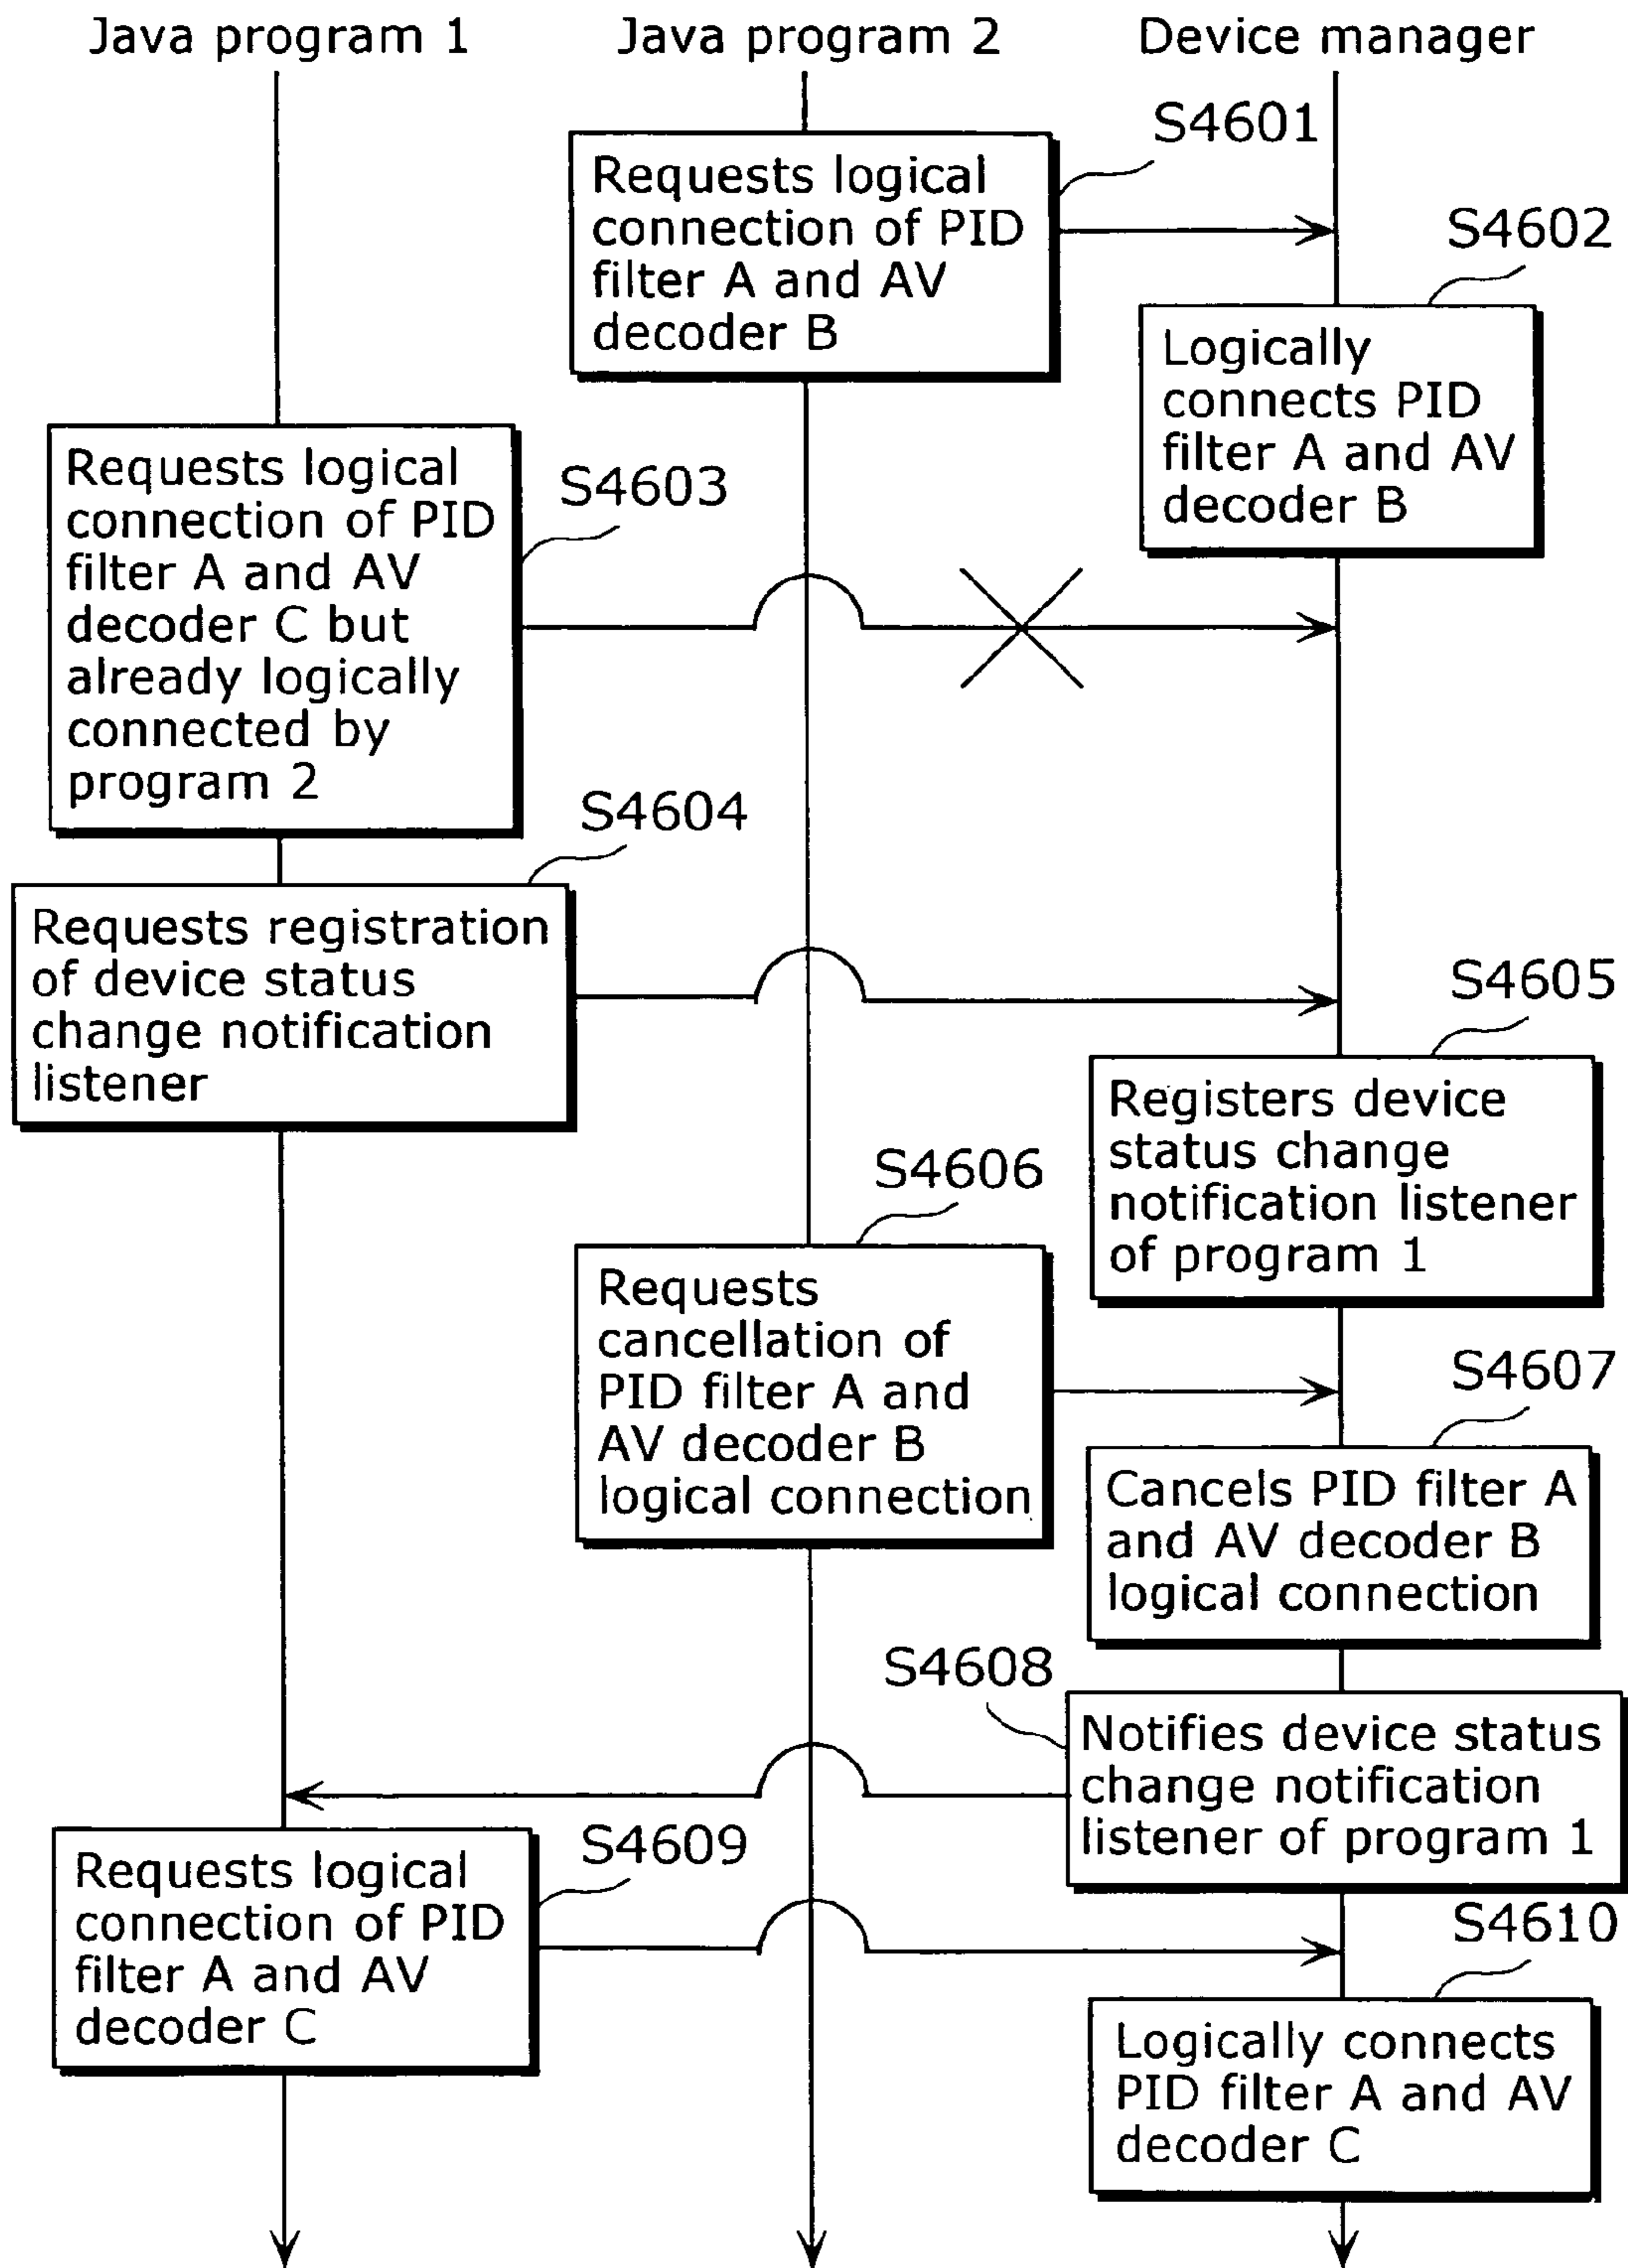 Java program 1
Java program 2
Device manager
S4601
Requests logical
connection of PID
filter A and AV
decoder B
S4602
Logically
connects PID
filter A and AV
decoder B
S4603
Requests logical
connection of PID
filter A and AV
decoder C but
already logically
connected by
program 2
S4604
Requests registration
of device status
change notification
listener
S4605
Registers device
status change
notification listener
of program 1
S4606
Requests
cancellation of
PID filter A and
AV decoder B
logical connection
S4607
Cancels PID filter A
and AV decoder B
logical connection
S4608
Notifies device status
change notification
listener of program 1
S4609
Requests logical
connection of PID
filter A and AV
decoder C
S4610
Logically connects
PID filter A and AV
decoder C